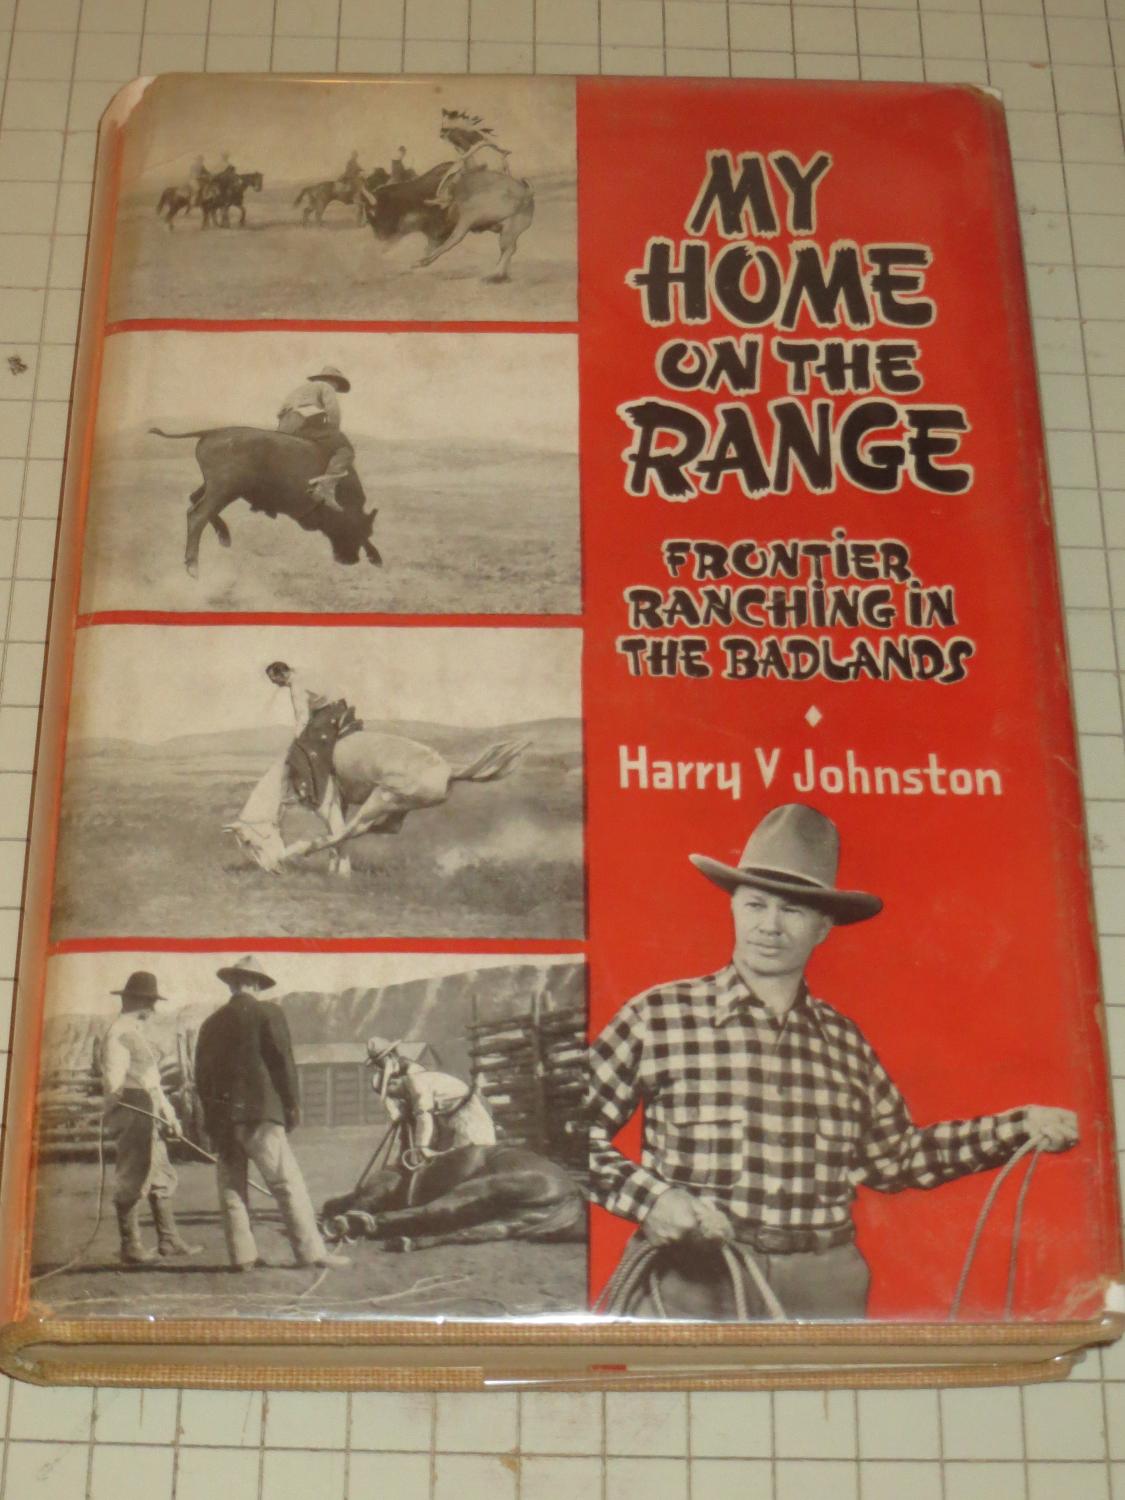 MY
HOME
ON THE
RANGE
FRONTiER
RANCHiNG iN
THE BADLANDS
Harry V Johnston